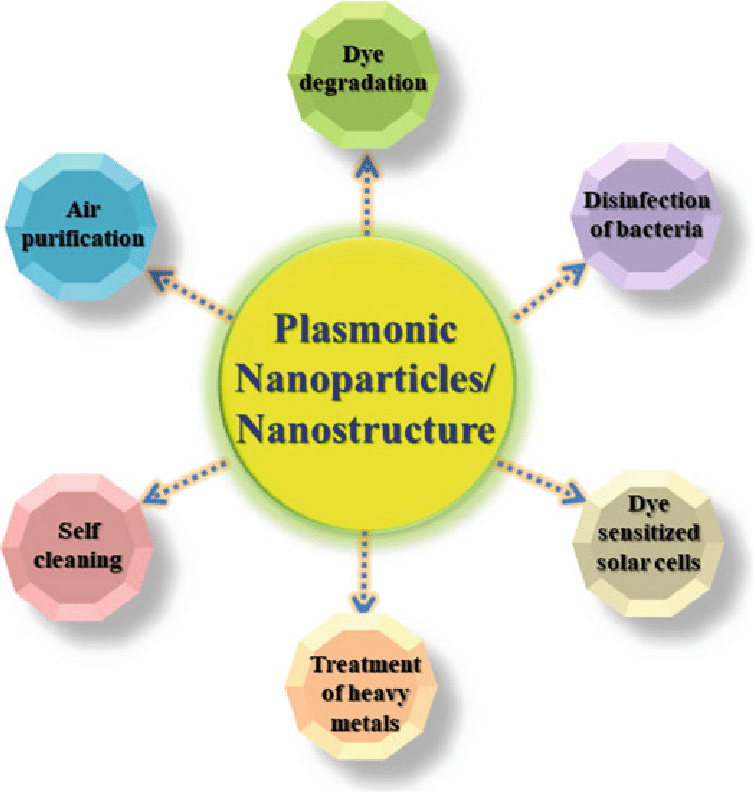 Dye
degradation
Air
purification
Disinfection
of bacteria
Plasmonic
Nanoparticles/
Nanostructure
Self
cleaning
Dye
sensitized
solar cells
Treatment
of heavy
metals